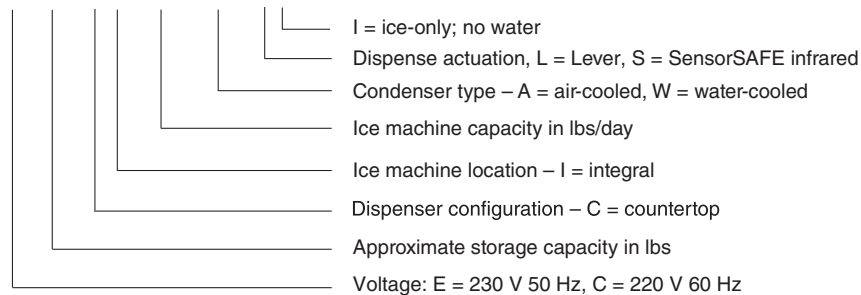 I = ice-only; no water
Dispense actuation, L = Lever, S = SensorSAFE infrared
Condenser type – A = air-cooled, W = water-cooled
Ice machine capacity in lbs/day
Ice machine location – I = integral
Dispenser configuration – C = countertop
Approximate storage capacity in lbs
Voltage: E = 230 V 50 Hz, C = 220 V 60 Hz